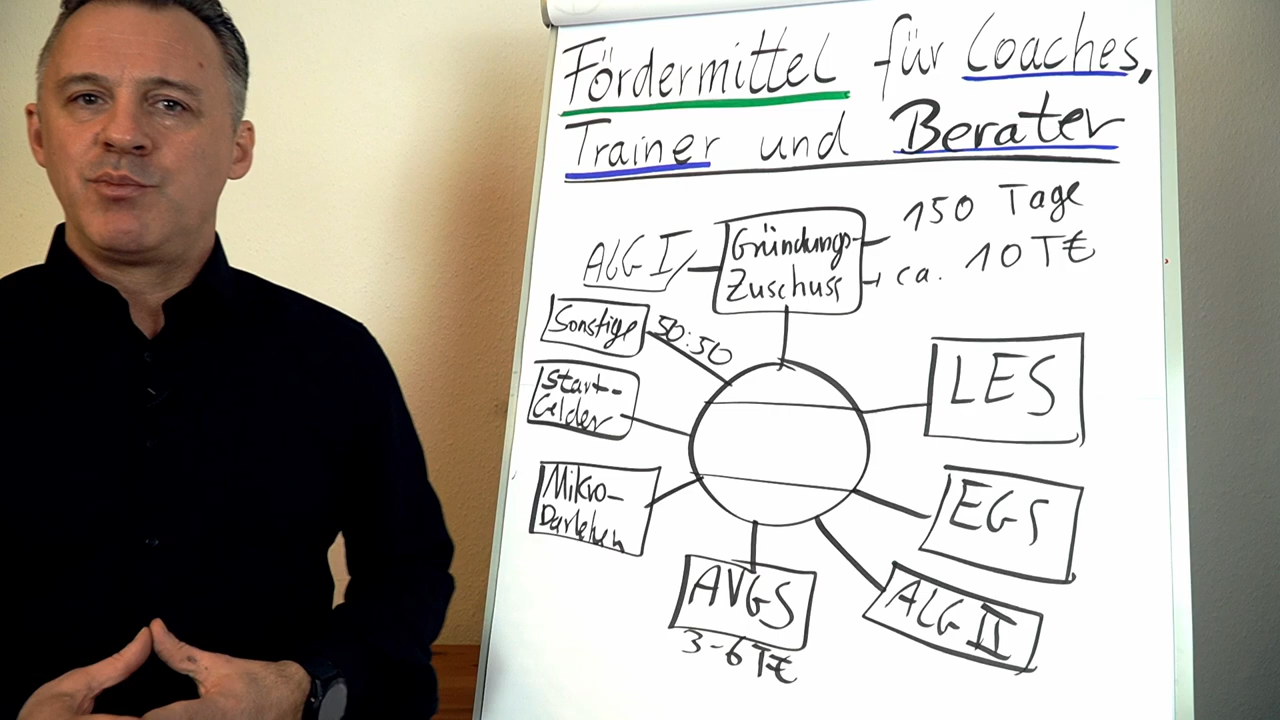 Fördermittel für Coaches,
Trainer und Berater
ALG I
Gründungs-
Zuschuss
150 Tage
ca. 10 T€
Sonstige
50:50
Start-
Gelder
Mikro-
Darlehen
LES
EGS
ALG II
AVGS
3-6 T€